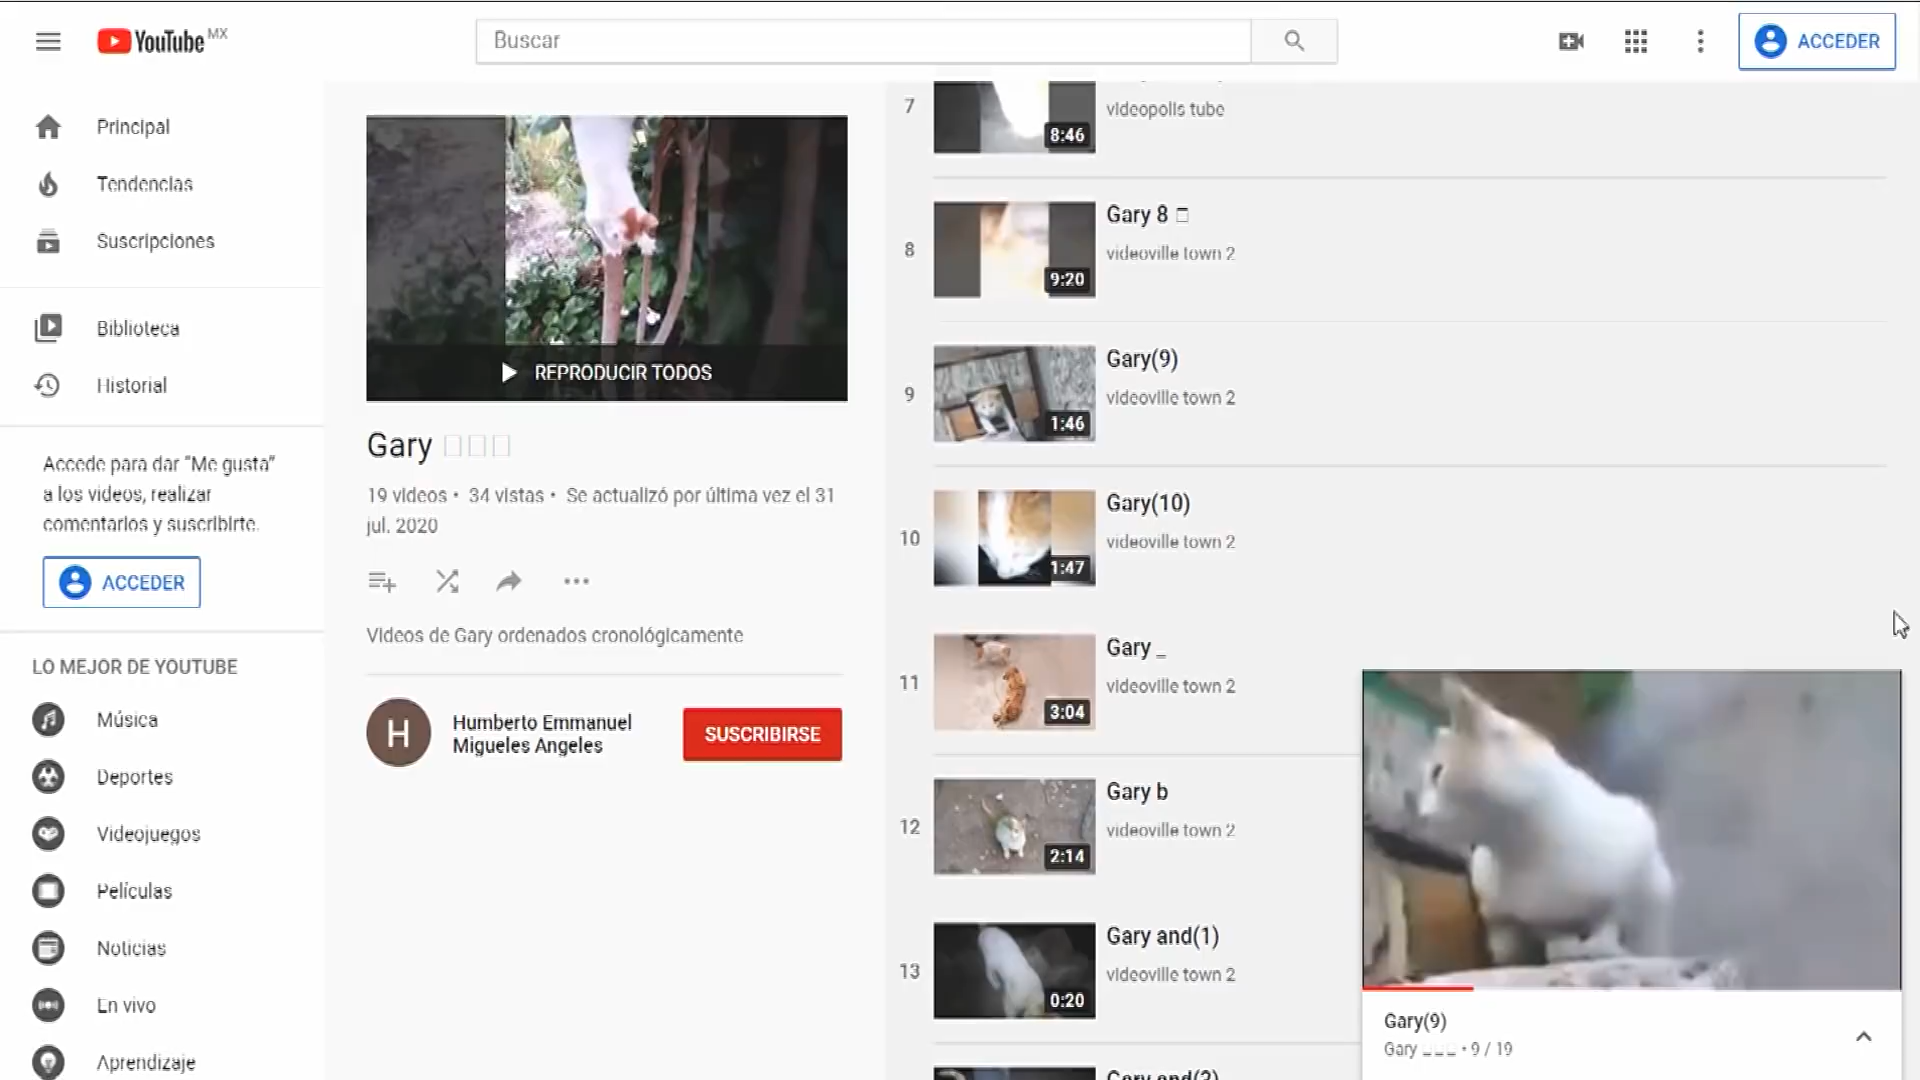 YouTube MX
Buscar
ACCEDER
Principal
Tendencias
Suscripciones
Biblioteca
Historial
Accede para dar “Me gusta”
a los videos, realizar
comentarios y suscribirte.
ACCEDER
LO MEJOR DE YOUTUBE
Música
Deportes
Videojuegos
Películas
Noticias
En vivo
Aprendizaje
REPRODUCIR TODOS
Gary □□□
19 videos • 34 vistas • Se actualizó por última vez el 31
jul. 2020
Videos de Gary ordenados cronológicamente
H
Humberto Emmanuel
Migueles Angeles
SUSCRIBIRSE
7
8:46
videopolis tube
8
9:20
Gary 8 □
videoville town 2
9
1:46
Gary(9)
videoville town 2
10
1:47
Gary(10)
videoville town 2
11
3:04
Gary _
videoville town 2
12
2:14
Gary b
videoville town 2
13
0:20
Gary and(1)
videoville town 2
Gary and(2)
Gary(9)
Gary □□□ • 9 / 19